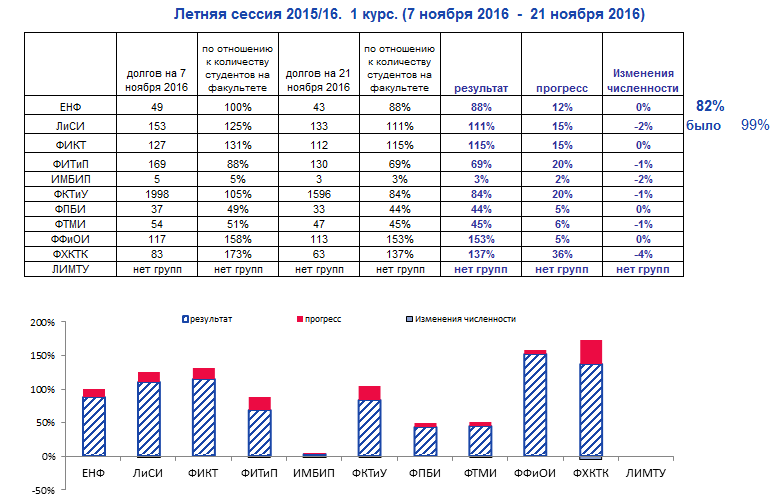 Летняя сессия 2015/16. 1 курс. (7 ноября 2016 - 21 ноября 2016)
долгов на 7 ноября 2016 по отношению к количеству студентов на факультете долгов на 21 ноября 2016 по отношению к количеству студентов на факультете результат прогресс Изменения численности
ЕНФ 49 100% 43 88% 88% 12% 0% 82%
ЛиСИ 153 125% 133 111% 111% 15% -2% было 99%
ФИКТ 127 131% 112 115% 115% 15% 0%
ФИТиП 169 88% 130 69% 69% 20% -1%
ИМБИП 5 5% 3 3% 3% 2% -2%
ФКТиУ 1998 105% 1596 84% 84% 20% -1%
ФПБИ 37 49% 33 44% 44% 5% 0%
ФТМИ 54 51% 47 45% 45% 6% -1%
ФФиОИ 117 158% 113 153% 153% 5% 0%
ФХКТК 83 173% 63 137% 137% 36% -4%
ЛИМТУ нет групп нет групп нет групп нет групп нет групп нет групп нет групп
результат прогресс Изменения численности
200%
150%
100%
50%
0%
ЕНФ ЛиСИ ФИКТ ФИТиП ИМБИП ФКТиУ ФПБИ ФТМИ ФФиОИ ФХКТК ЛИМТУ
-50%